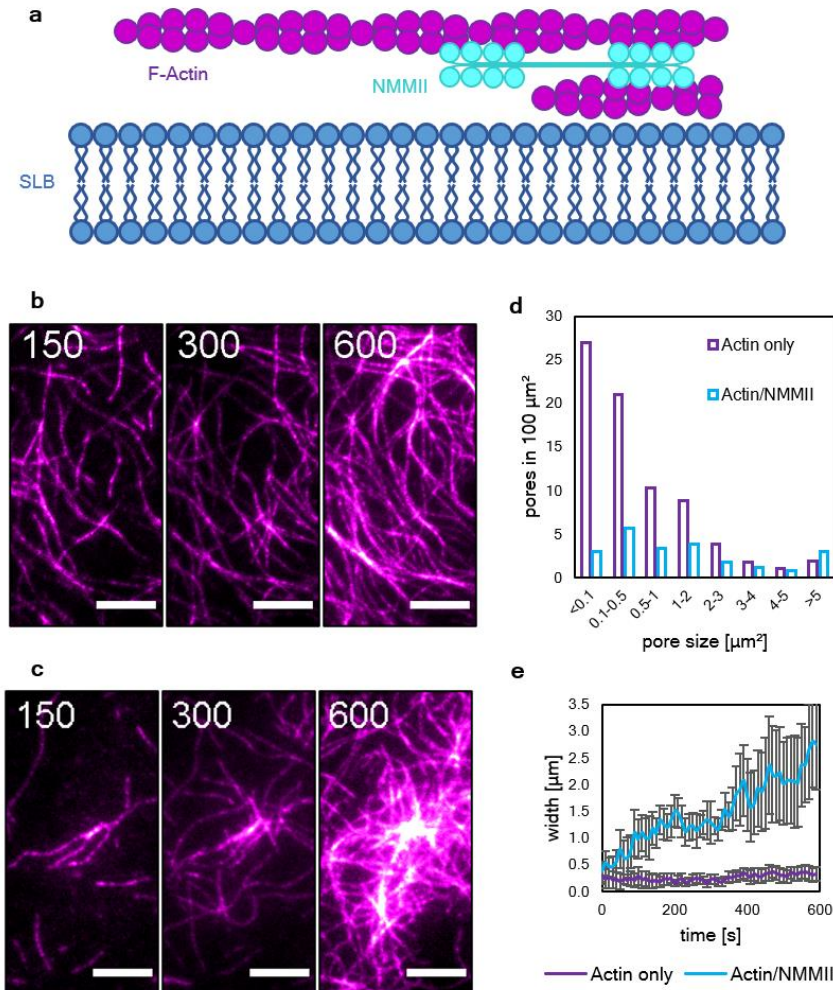 a
F-Actin
NMMII
SLB
b
150 300 600
c
150 300 600
d
30
25
20
15
10
5
0
pores in 100 µm²
Actin only
Actin/NMMII
<0.1 0.1-0.5 0.5-1 1-2 2-3 3-4 4-5 >5
pore size [µm²]
e
3.5
3.0
2.5
2.0
1.5
1.0
0.5
0.0
width [µm]
0 200 400 600
time [s]
Actin only Actin/NMMII